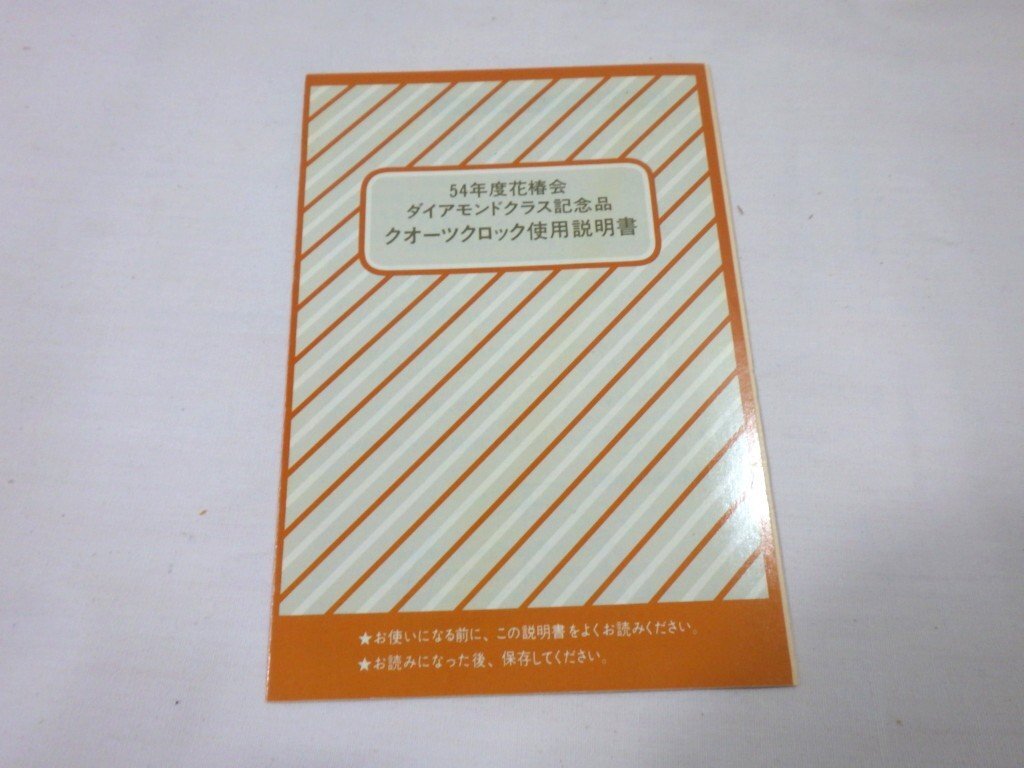 54年度花椿会
ダイアモンドクラス記念品
クオーツクロック使用説明書
★お使いになる前に、この説明書をよくお読みください。
★お読みになった後、保存してください。